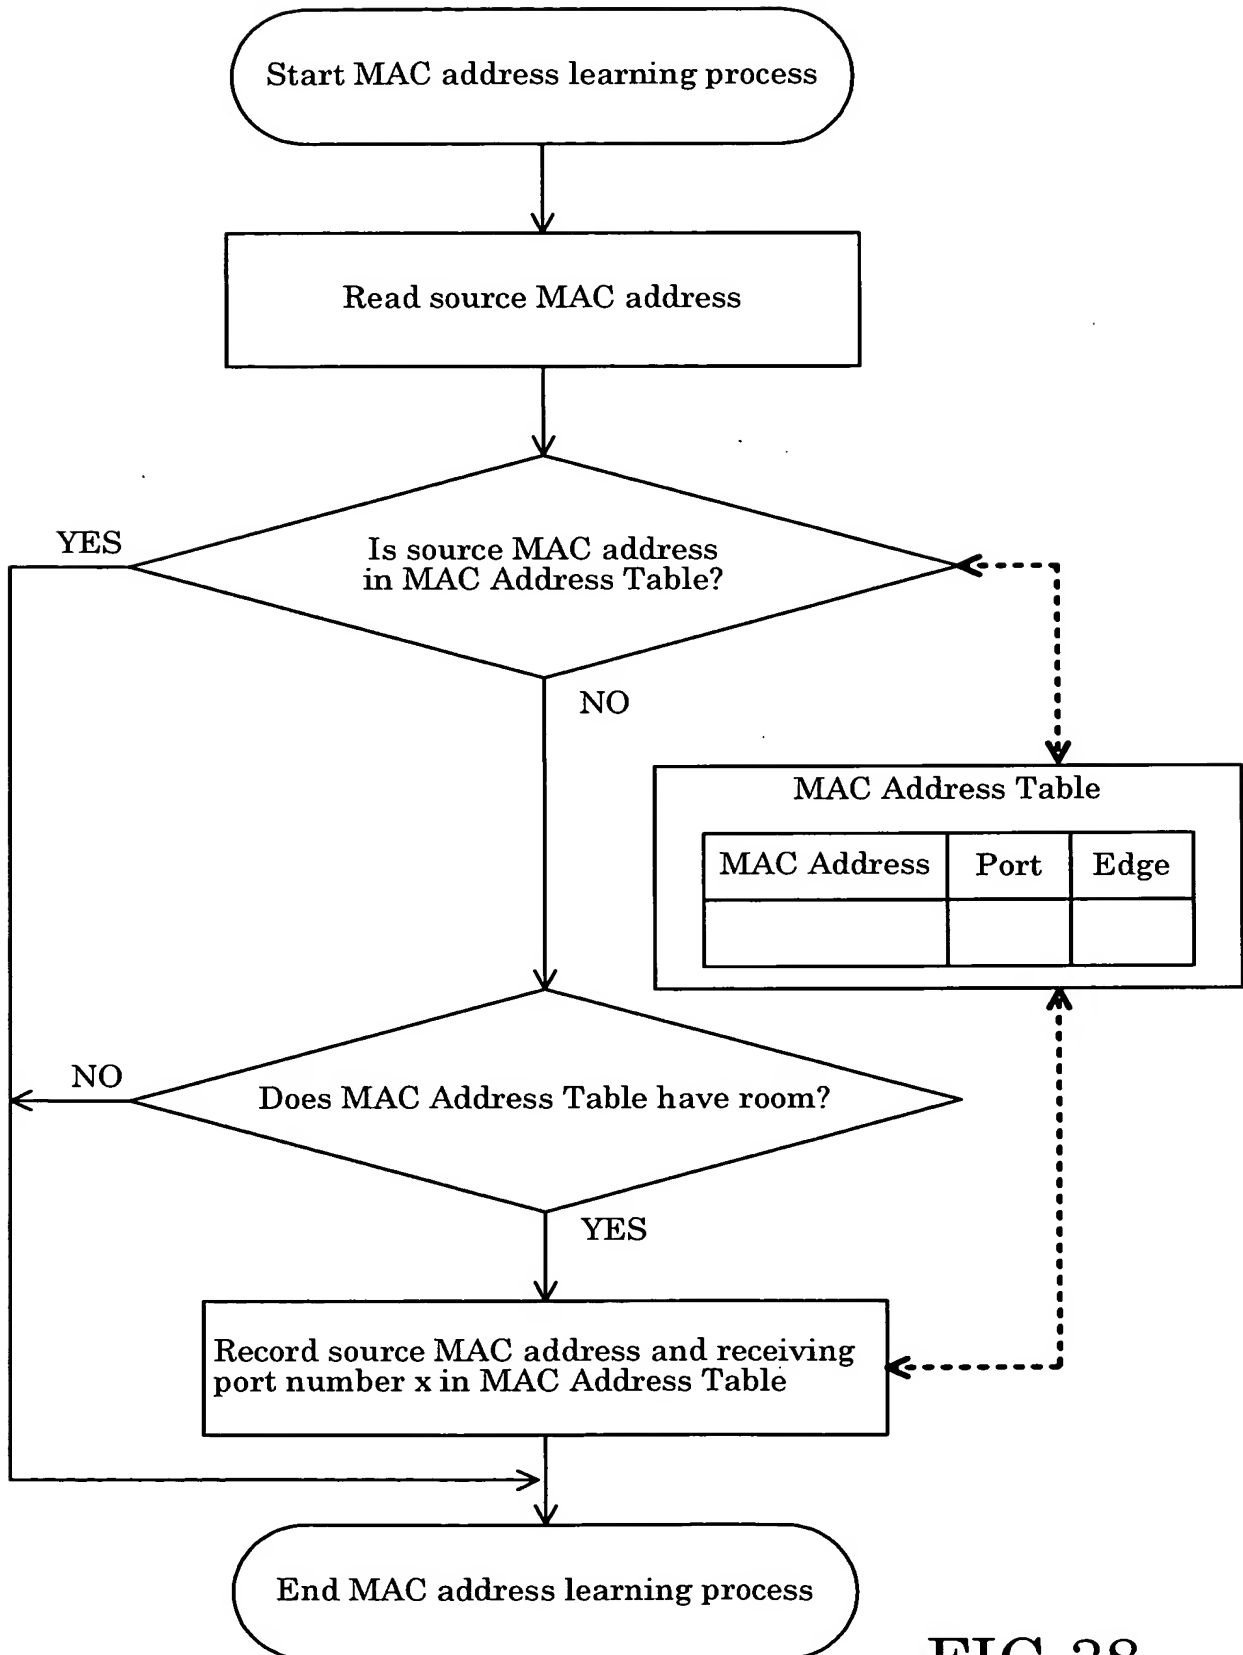 Start MAC address learning process
Read source MAC address
YES
Is source MAC address
in MAC Address Table?
NO
MAC Address Table
MAC Address Port Edge
NO
Does MAC Address Table have room?
YES
Record source MAC address and receiving
port number x in MAC Address Table
End MAC address learning process
FIG.38